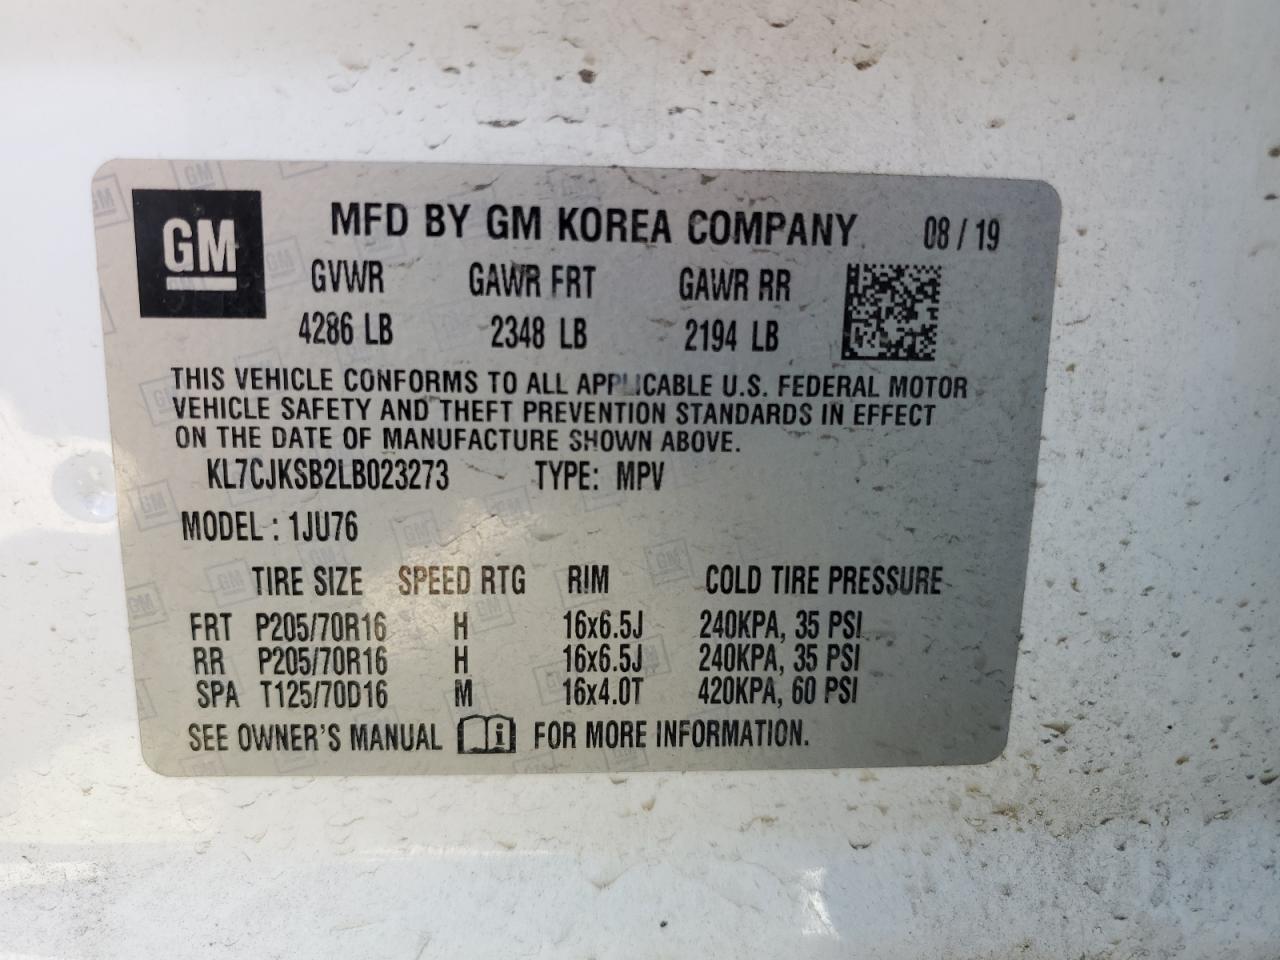 GM
MFD BY GM KOREA COMPANY 08 / 19
GVWR GAWR FRT GAWR RR
4286 LB 2348 LB 2194 LB
THIS VEHICLE CONFORMS TO ALL APPLICABLE U.S. FEDERAL MOTOR
VEHICLE SAFETY AND THEFT PREVENTION STANDARDS IN EFFECT
ON THE DATE OF MANUFACTURE SHOWN ABOVE.
KL7CJKSB2LB023273 TYPE: MPV
MODEL : 1JU76
TIRE SIZE SPEED RTG RIM COLD TIRE PRESSURE
FRT P205/70R16 H 16x6.5J 240KPA, 35 PSI
RR P205/70R16 H 16x6.5J 240KPA, 35 PSI
SPA T125/70D16 M 16x4.0T 420KPA, 60 PSI
SEE OWNER'S MANUAL i FOR MORE INFORMATION.